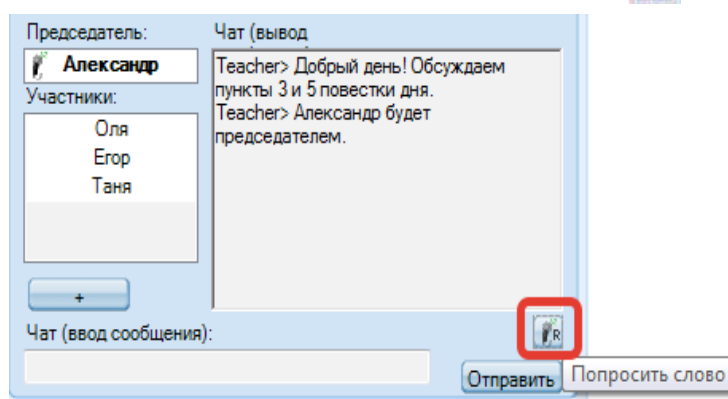 Председатель:
Александр
Участники:
Оля
Егор
Таня
+
Чат (вывод
Teacher> Добрый день! Обсуждаем
пункты 3 и 5 повестки дня.
Teacher> Александр будет
председателем.
R
Чат (ввод сообщения):
Отправить
Попросить слово